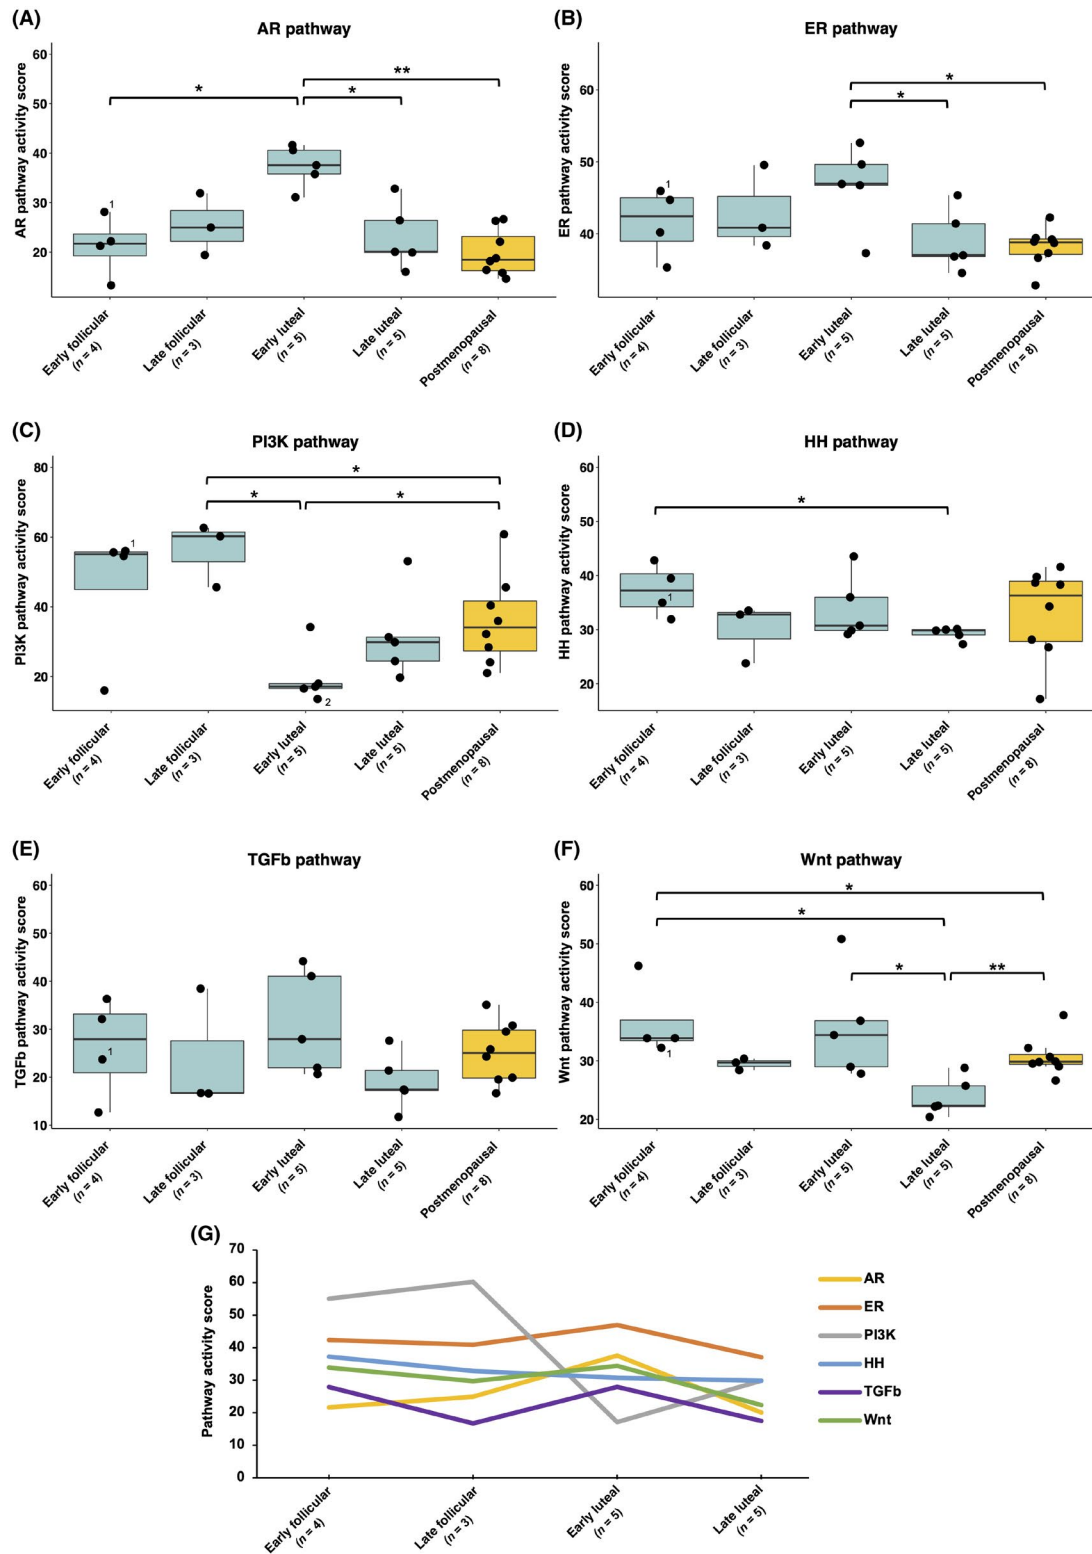 (A)
AR pathway
AR pathway activity score
60
50
40
30
20
*
*
**
1
Early follicular
(n = 4)
Late follicular
(n = 3)
Early luteal
(n = 5)
Late luteal
(n = 5)
Postmenopausal
(n = 8)
(B)
ER pathway
ER pathway activity score
60
50
40
*
*
1
Early follicular
(n = 4)
Late follicular
(n = 3)
Early luteal
(n = 5)
Late luteal
(n = 5)
Postmenopausal
(n = 8)
(C)
PI3K pathway
PI3K pathway activity score
80
60
40
20
*
*
*
1
2
Early follicular
(n = 4)
Late follicular
(n = 3)
Early luteal
(n = 5)
Late luteal
(n = 5)
Postmenopausal
(n = 8)
(D)
HH pathway
HH pathway activity score
60
50
40
30
20
*
1
Early follicular
(n = 4)
Late follicular
(n = 3)
Early luteal
(n = 5)
Late luteal
(n = 5)
Postmenopausal
(n = 8)
(E)
TGFb pathway
TGFb pathway activity score
60
50
40
30
20
10
1
Early follicular
(n = 4)
Late follicular
(n = 3)
Early luteal
(n = 5)
Late luteal
(n = 5)
Postmenopausal
(n = 8)
(F)
Wnt pathway
Wnt pathway activity score
60
50
40
30
20
*
*
*
**
1
Early follicular
(n = 4)
Late follicular
(n = 3)
Early luteal
(n = 5)
Late luteal
(n = 5)
Postmenopausal
(n = 8)
(G)
Pathway activity score
70
60
50
40
30
20
10
0
Early follicular
(n = 4)
Late follicular
(n = 3)
Early luteal
(n = 5)
Late luteal
(n = 5)
AR
ER
PI3K
HH
TGFb
Wnt